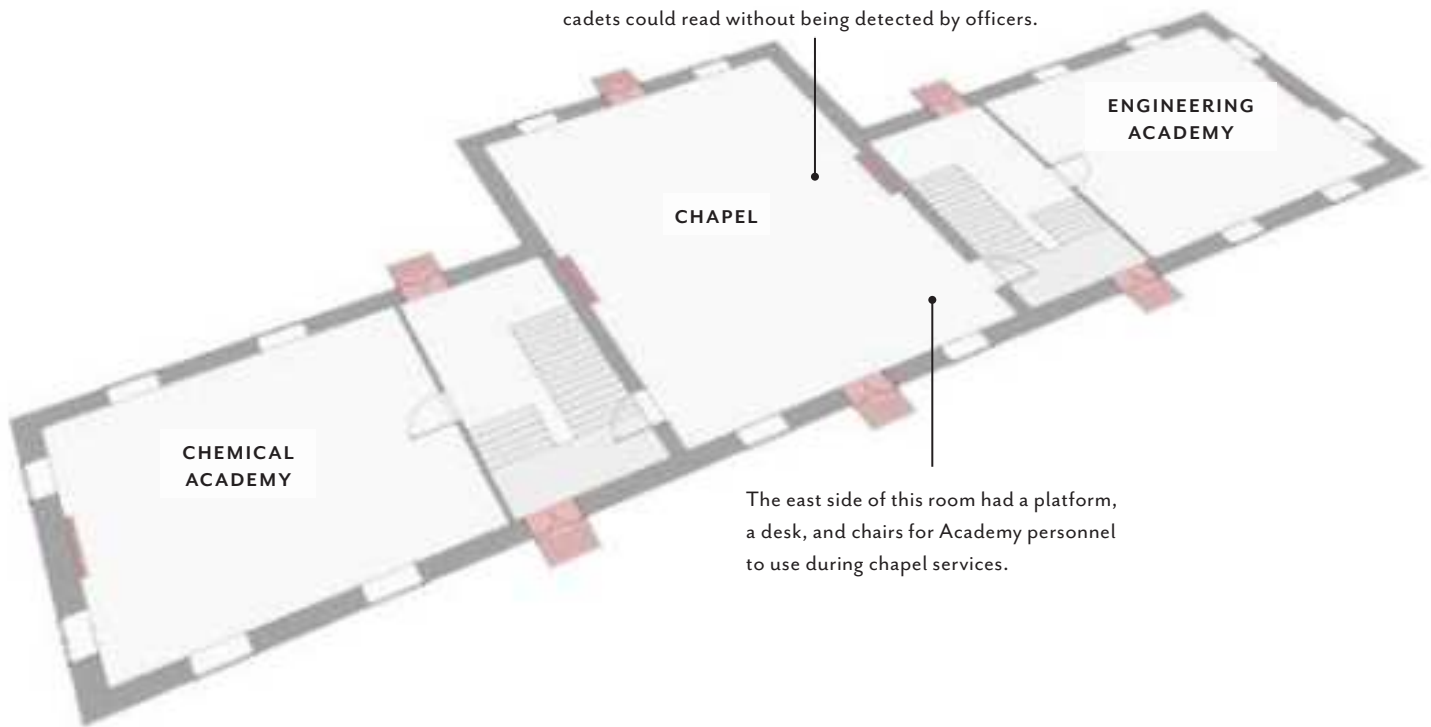 cadets could read without being detected by officers.
ENGINEERING
ACADEMY
CHAPEL
CHEMICAL
ACADEMY
The east side of this room had a platform,
a desk, and chairs for Academy personnel
to use during chapel services.